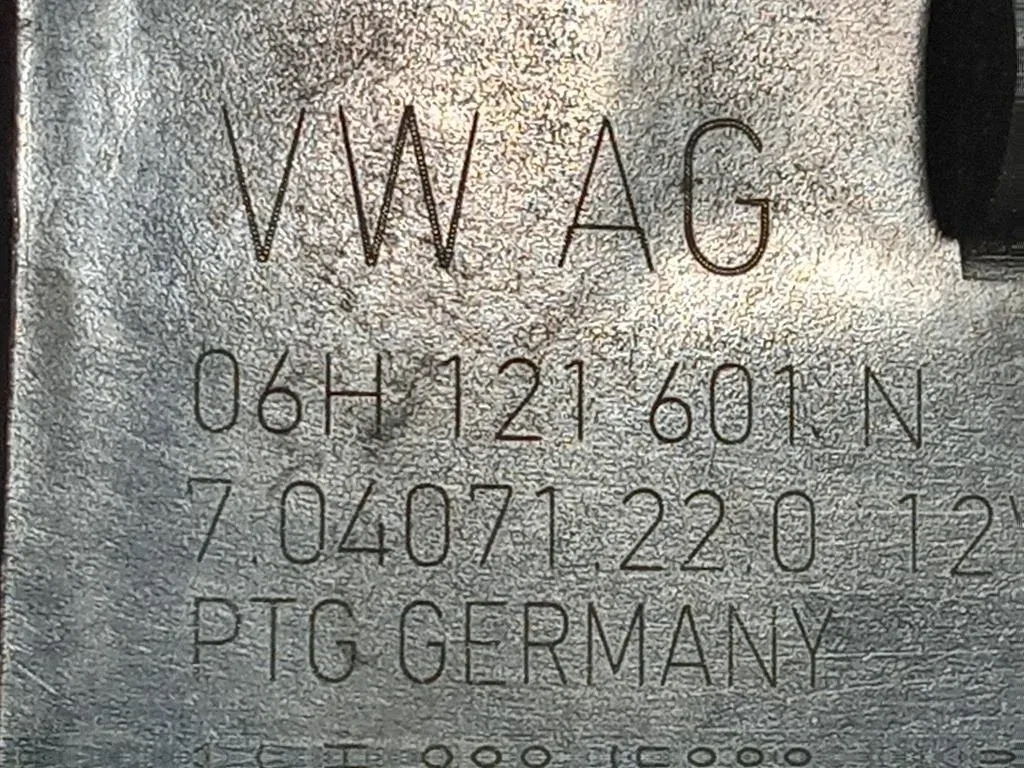 VW AG
06H 121 601 N
7.04071.22.0 12V
PTG GERMANY